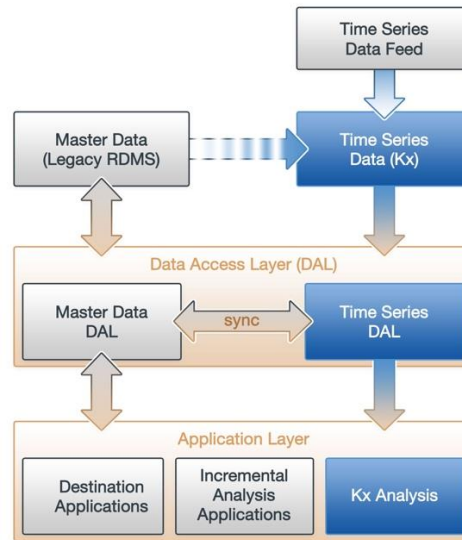 Time Series
Data Feed
Master Data
(Legacy RDMS)
Time Series
Data (Kx)
Data Access Layer (DAL)
Master Data
DAL
sync
Time Series
DAL
Application Layer
Destination
Applications
Incremental
Analysis
Applications
Kx Analysis